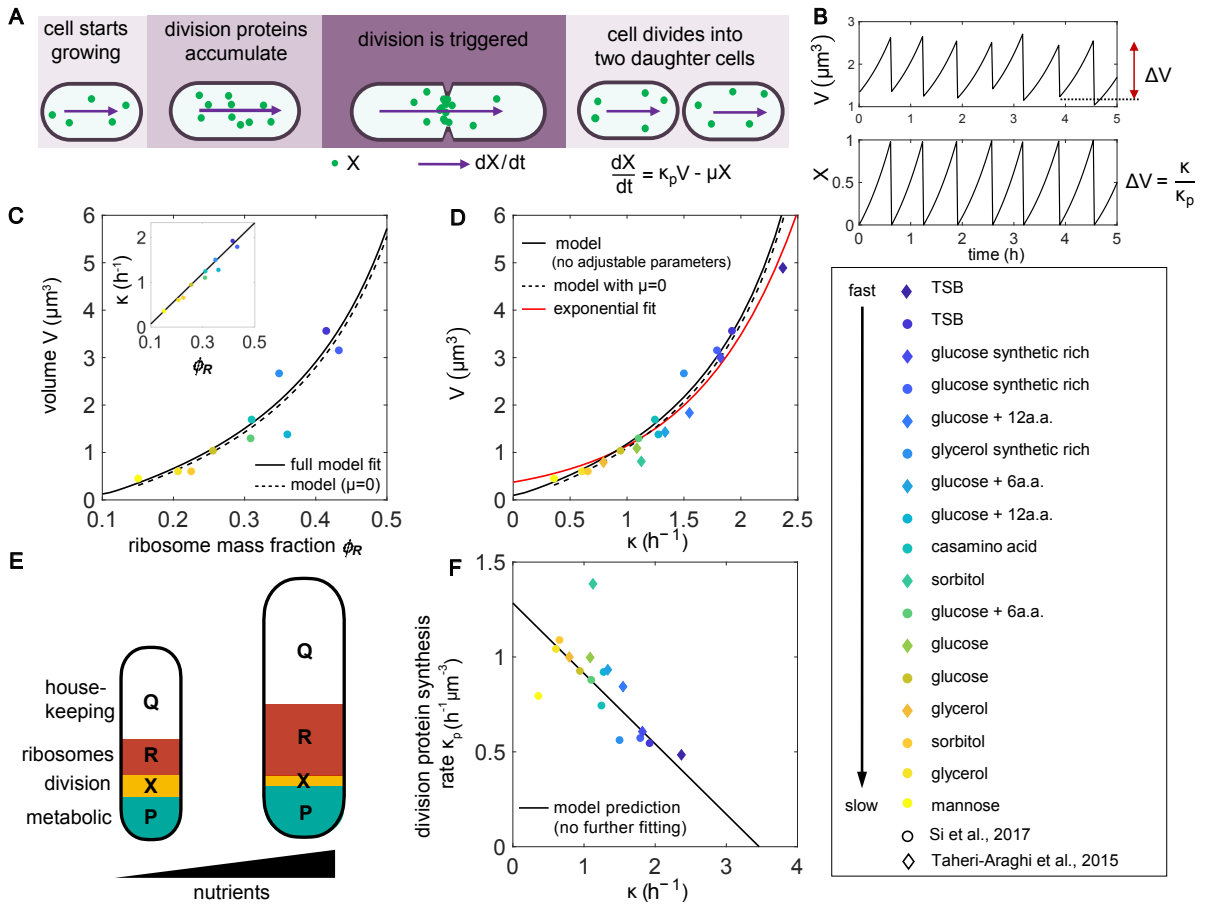 A
cell starts
growing
division proteins
accumulate
division is triggered
cell divides into
two daughter cells
X
dX/dt
dX/dt = κ_pV - μX
B
V (μm³)
3
2
1
0 1 2 3 4 5
ΔV
X
1
0.5
0
0 1 2 3 4 5
time (h)
ΔV = κ/κ_p
C
volume V (μm³)
6
5
4
3
2
1
0
0.1 0.2 0.3 0.4 0.5
ribosome mass fraction ϕ_R
κ (h⁻¹)
2
1
0
0.1 0.3 0.5
ϕ_R
full model fit
model (μ=0)
D
V (μm³)
6
5
4
3
2
1
0
0 0.5 1 1.5 2 2.5
κ (h⁻¹)
model
(no adjustable parameters)
model with μ=0
exponential fit
E
house-
keeping
ribosomes
division
metabolic
Q
R
X
P
Q
R
X
P
nutrients
F
division protein synthesis
rate κ_p (h⁻¹μm⁻³)
1.5
1
0.5
0
0 1 2 3 4
κ (h⁻¹)
model prediction
(no further fitting)
fast
slow
TSB
TSB
glucose synthetic rich
glucose synthetic rich
glucose + 12a.a.
glycerol synthetic rich
glucose + 6a.a.
glucose + 12a.a.
casamino acid
sorbitol
glucose + 6a.a.
glucose
glucose
glycerol
sorbitol
glycerol
mannose
Si et al., 2017
Taheri-Araghi et al., 2015